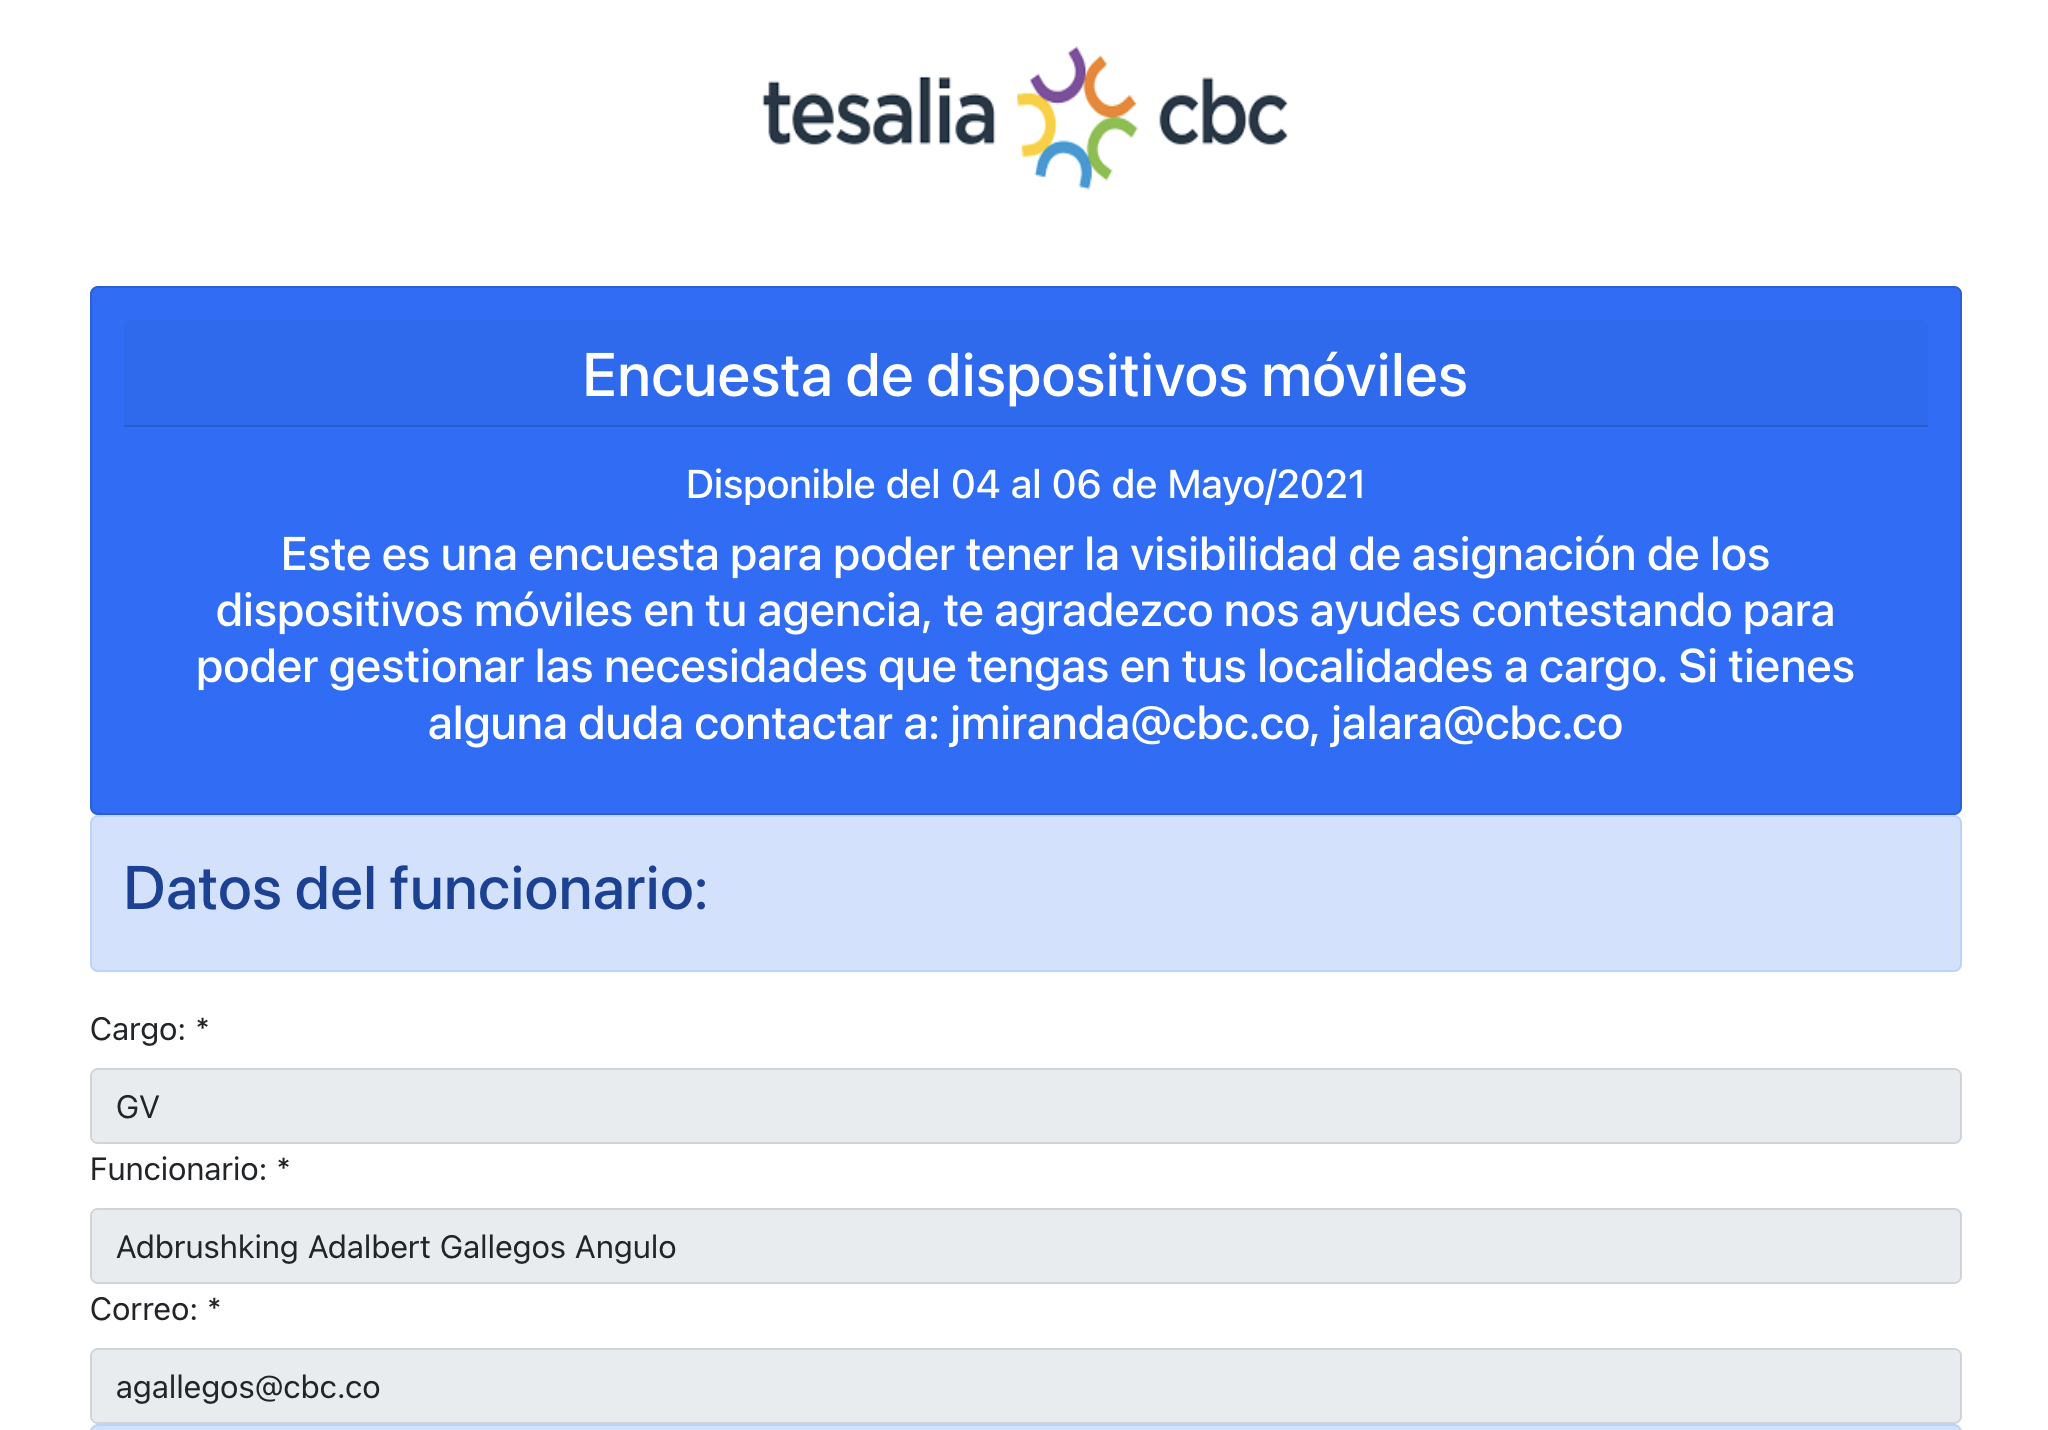 tesalia cbc
Encuesta de dispositivos móviles
Disponible del 04 al 06 de Mayo/2021
Este es una encuesta para poder tener la visibilidad de asignación de los
dispositivos móviles en tu agencia, te agradezco nos ayudes contestando para
poder gestionar las necesidades que tengas en tus localidades a cargo. Si tienes
alguna duda contactar a: jmiranda@cbc.co, jalara@cbc.co
Datos del funcionario:
Cargo: *
GV
Funcionario: *
Adbrushking Adalbert Gallegos Angulo
Correo: *
agallegos@cbc.co